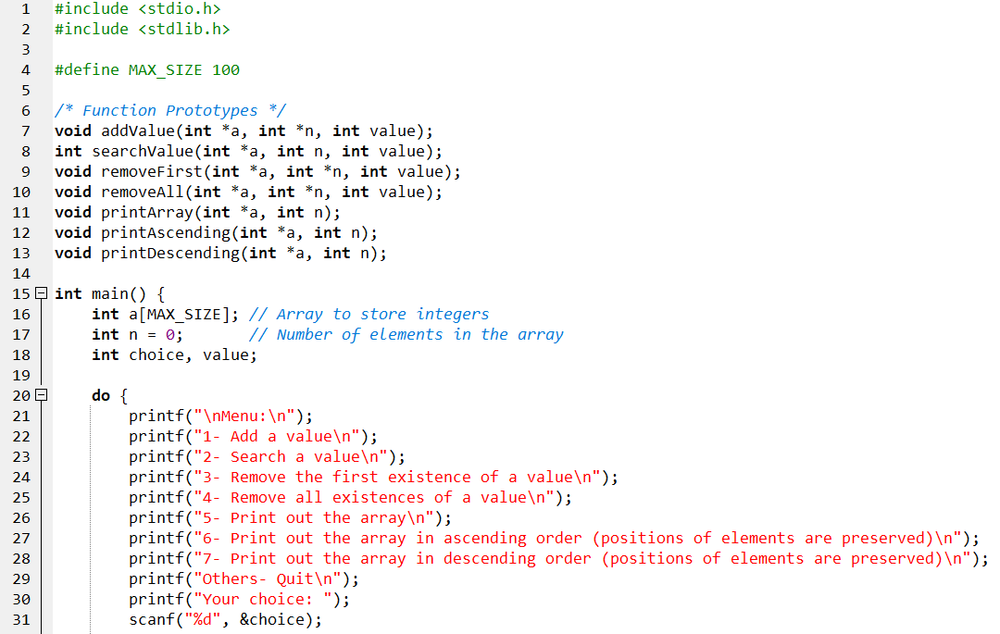 1 #include <stdio.h>
2 #include <stdlib.h>
3
4 #define MAX_SIZE 100
5
6 /* Function Prototypes */
7 void addValue(int *a, int *n, int value);
8 int searchValue(int *a, int n, int value);
9 void removeFirst(int *a, int *n, int value);
10 void removeAll(int *a, int *n, int value);
11 void printArray(int *a, int n);
12 void printAscending(int *a, int n);
13 void printDescending(int *a, int n);
14
15 int main() {
16     int a[MAX_SIZE]; // Array to store integers
17     int n = 0;       // Number of elements in the array
18     int choice, value;
19
20     do {
21         printf("\nMenu:\n");
22         printf("1- Add a value\n");
23         printf("2- Search a value\n");
24         printf("3- Remove the first existence of a value\n");
25         printf("4- Remove all existences of a value\n");
26         printf("5- Print out the array\n");
27         printf("6- Print out the array in ascending order (positions of elements are preserved)\n");
28         printf("7- Print out the array in descending order (positions of elements are preserved)\n");
29         printf("Others- Quit\n");
30         printf("Your choice: ");
31         scanf("%d", &choice);